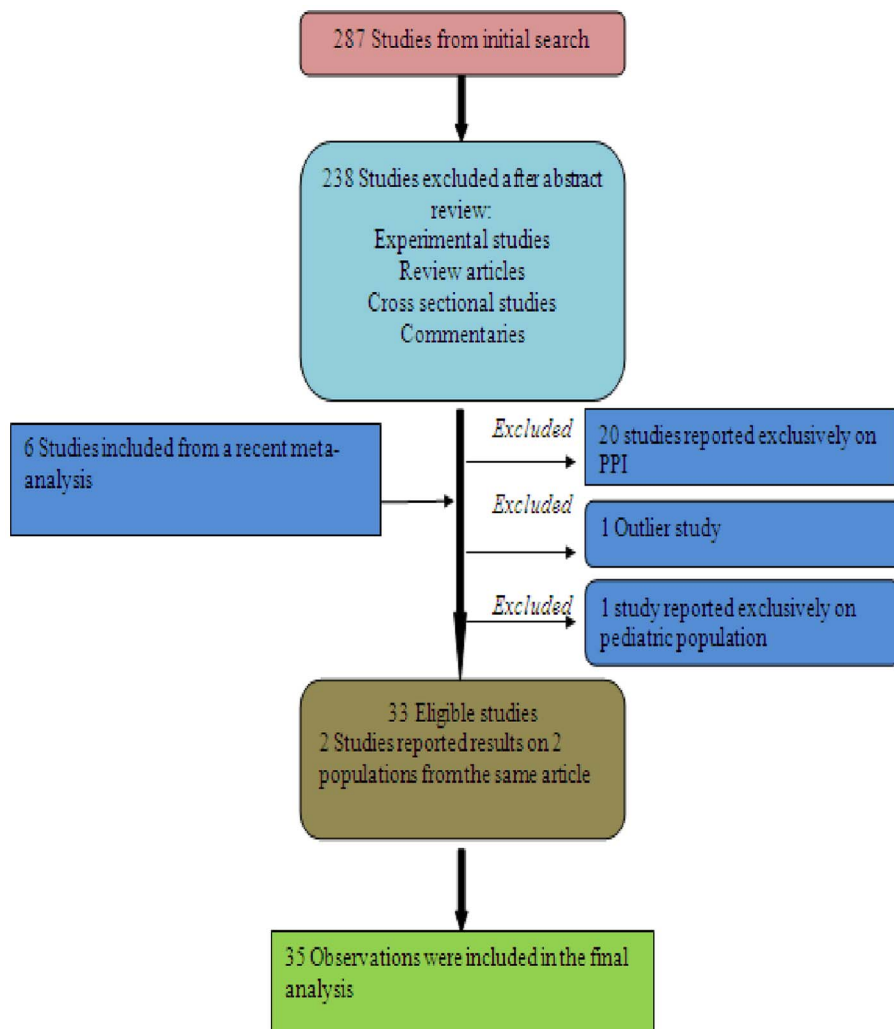 287 Studies from initial search
238 Studies excluded after abstract
review:
Experimental studies
Review articles
Cross sectional studies
Commentaries
6 Studies included from a recent meta-
analysis
Excluded
20 studies reported exclusively on
PPI
Excluded
1 Outlier study
Excluded
1 study reported exclusively on
pediatric population
33 Eligible studies
2 Studies reported results on 2
populations from the same article
35 Observations were included in the final
analysis